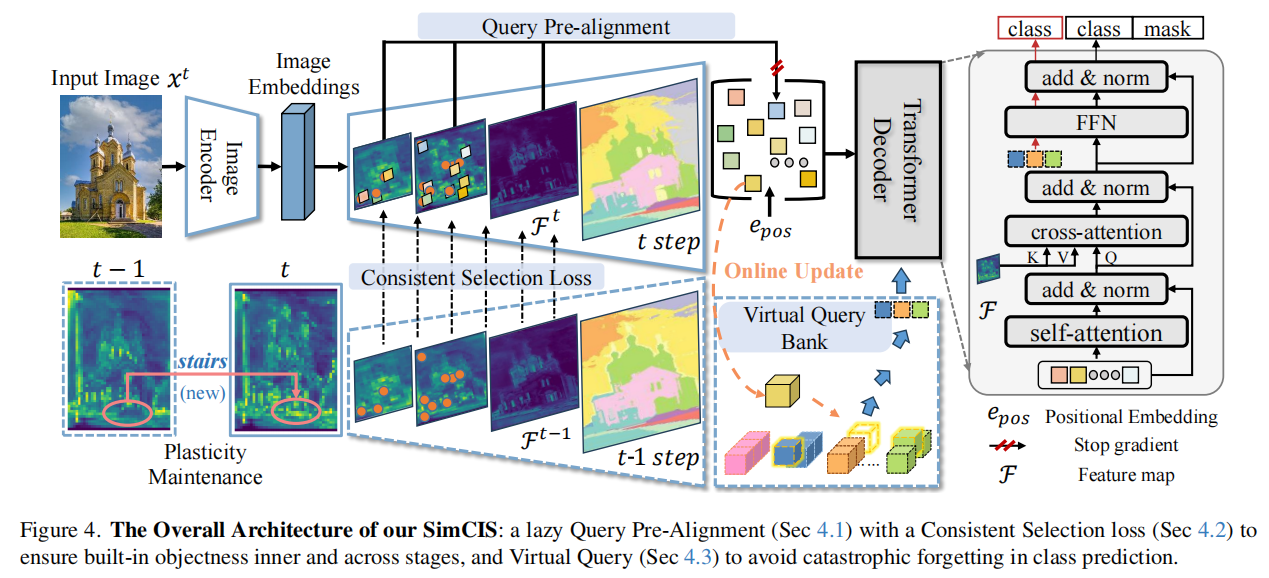 Query Pre-alignment
Input Image x^t
Image
Embeddings
Image
Encoder
F^t
t step
e_pos
Transformer
Decoder
class
class
mask
add & norm
FFN
add & norm
cross-attention
K
V
Q
F
add & norm
self-attention
t − 1
t
stairs
(new)
Plasticity
Maintenance
Consistent Selection Loss
F^{t−1}
t-1 step
Online Update
Virtual Query
Bank
......
e_pos Positional Embedding
Stop gradient
F Feature map
Figure 4. The Overall Architecture of our SimCIS: a lazy Query Pre-Alignment (Sec 4.1) with a Consistent Selection loss (Sec 4.2) to
ensure built-in objectness inner and across stages, and Virtual Query (Sec 4.3) to avoid catastrophic forgetting in class prediction.